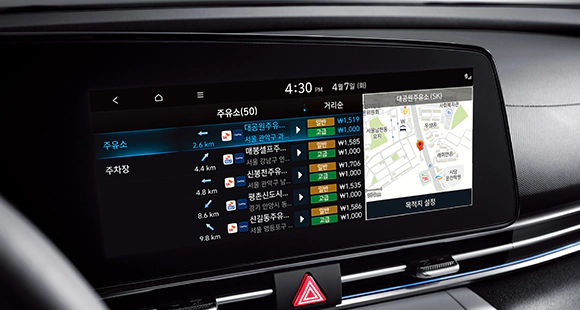 4:30 PM 4월7일 (화)
주유소(50) 거리순
주유소
주차장
2.6 km 대공원주유... 일반 ₩1,519
서울 관악구 과... 고급 ₩1,000
4.4 km 매봉셀프주... 일반 ₩1,585
서울 강남구 언... 고급 ₩1,000
4.8 km 신봉천주유... 일반 ₩1,706
서울 관악구 남... 고급 ₩1,000
8.6 km 평촌신도시... 일반 ₩1,535
경기 안양시 동... 고급 ₩1,000
9.8 km 신길동주유... 일반 ₩1,586
서울 영등포구 ... 고급 ₩1,000
대공원주유소 (SK)
우성공
W
목적지 설정